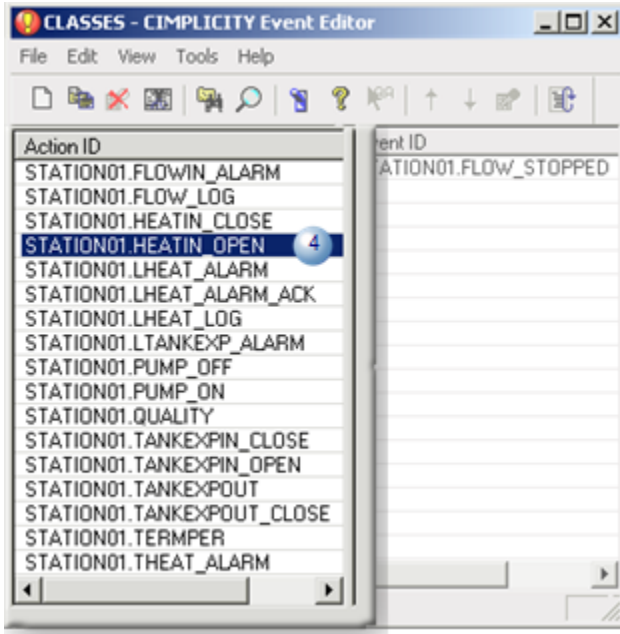 CLASSES - CIMPLICITY Event Editor
File Edit View Tools Help
Action ID
STATION01.FLOWIN_ALARM
STATION01.FLOW_LOG
STATION01.HEATIN_CLOSE
STATION01.HEATIN_OPEN 4
STATION01.LHEAT_ALARM
STATION01.LHEAT_ALARM_ACK
STATION01.LHEAT_LOG
STATION01.LTANKEXP_ALARM
STATION01.PUMP_OFF
STATION01.PUMP_ON
STATION01.QUALITY
STATION01.TANKEXPIN_CLOSE
STATION01.TANKEXPIN_OPEN
STATION01.TANKEXPOUT
STATION01.TANKEXPOUT_CLOSE
STATION01.TERMPER
STATION01.THEAT_ALARM
vent ID
ATION01.FLOW_STOPPED